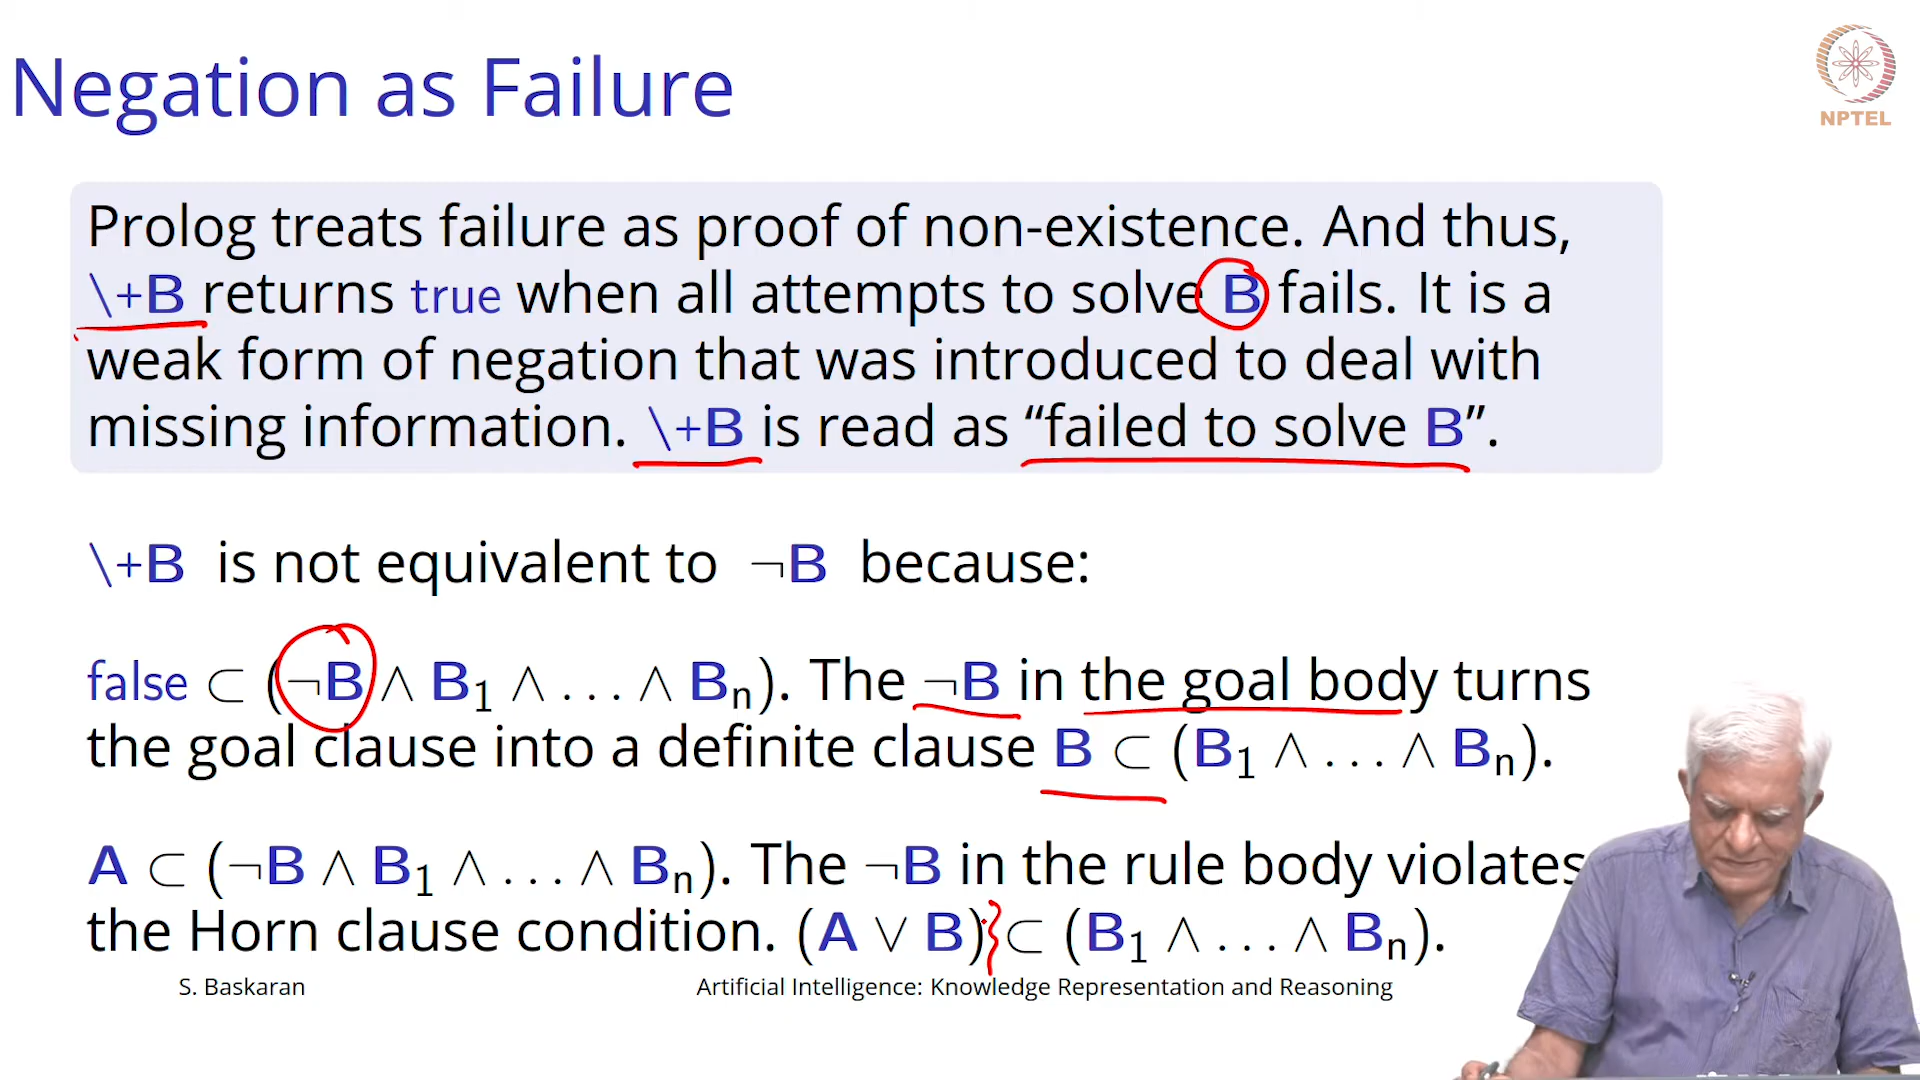 Negation as Failure
NPTEL
Prolog treats failure as proof of non-existence. And thus,
\+B returns true when all attempts to solve B fails. It is a
weak form of negation that was introduced to deal with
missing information. \+B is read as “failed to solve B”.
\+B is not equivalent to ¬B because:
false ⊂ (¬B ∧ B₁ ∧ … ∧ Bₙ). The ¬B in the goal body turns
the goal clause into a definite clause B ⊂ (B₁ ∧ … ∧ Bₙ).
A ⊂ (¬B ∧ B₁ ∧ … ∧ Bₙ). The ¬B in the rule body violates
the Horn clause condition. (A ∨ B) ⊂ (B₁ ∧ … ∧ Bₙ).
S. Baskaran
Artificial Intelligence: Knowledge Representation and Reasoning